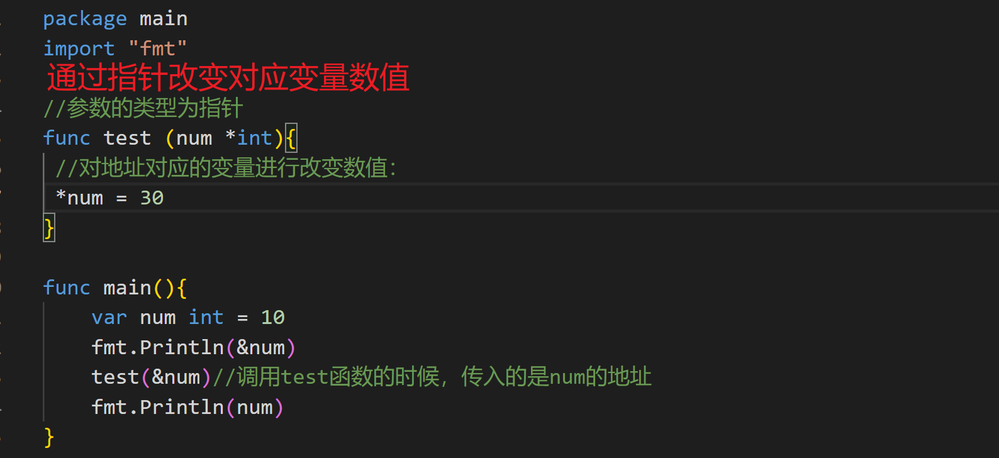 package main
import "fmt"
通过指针改变对应变量数值
//参数的类型为指针
func test (num *int){
//对地址对应的变量进行改变数值：
*num = 30
}
func main(){
var num int = 10
fmt.Println(&num)
test(&num)//调用test函数的时候，传入的是num的地址
fmt.Println(num)
}